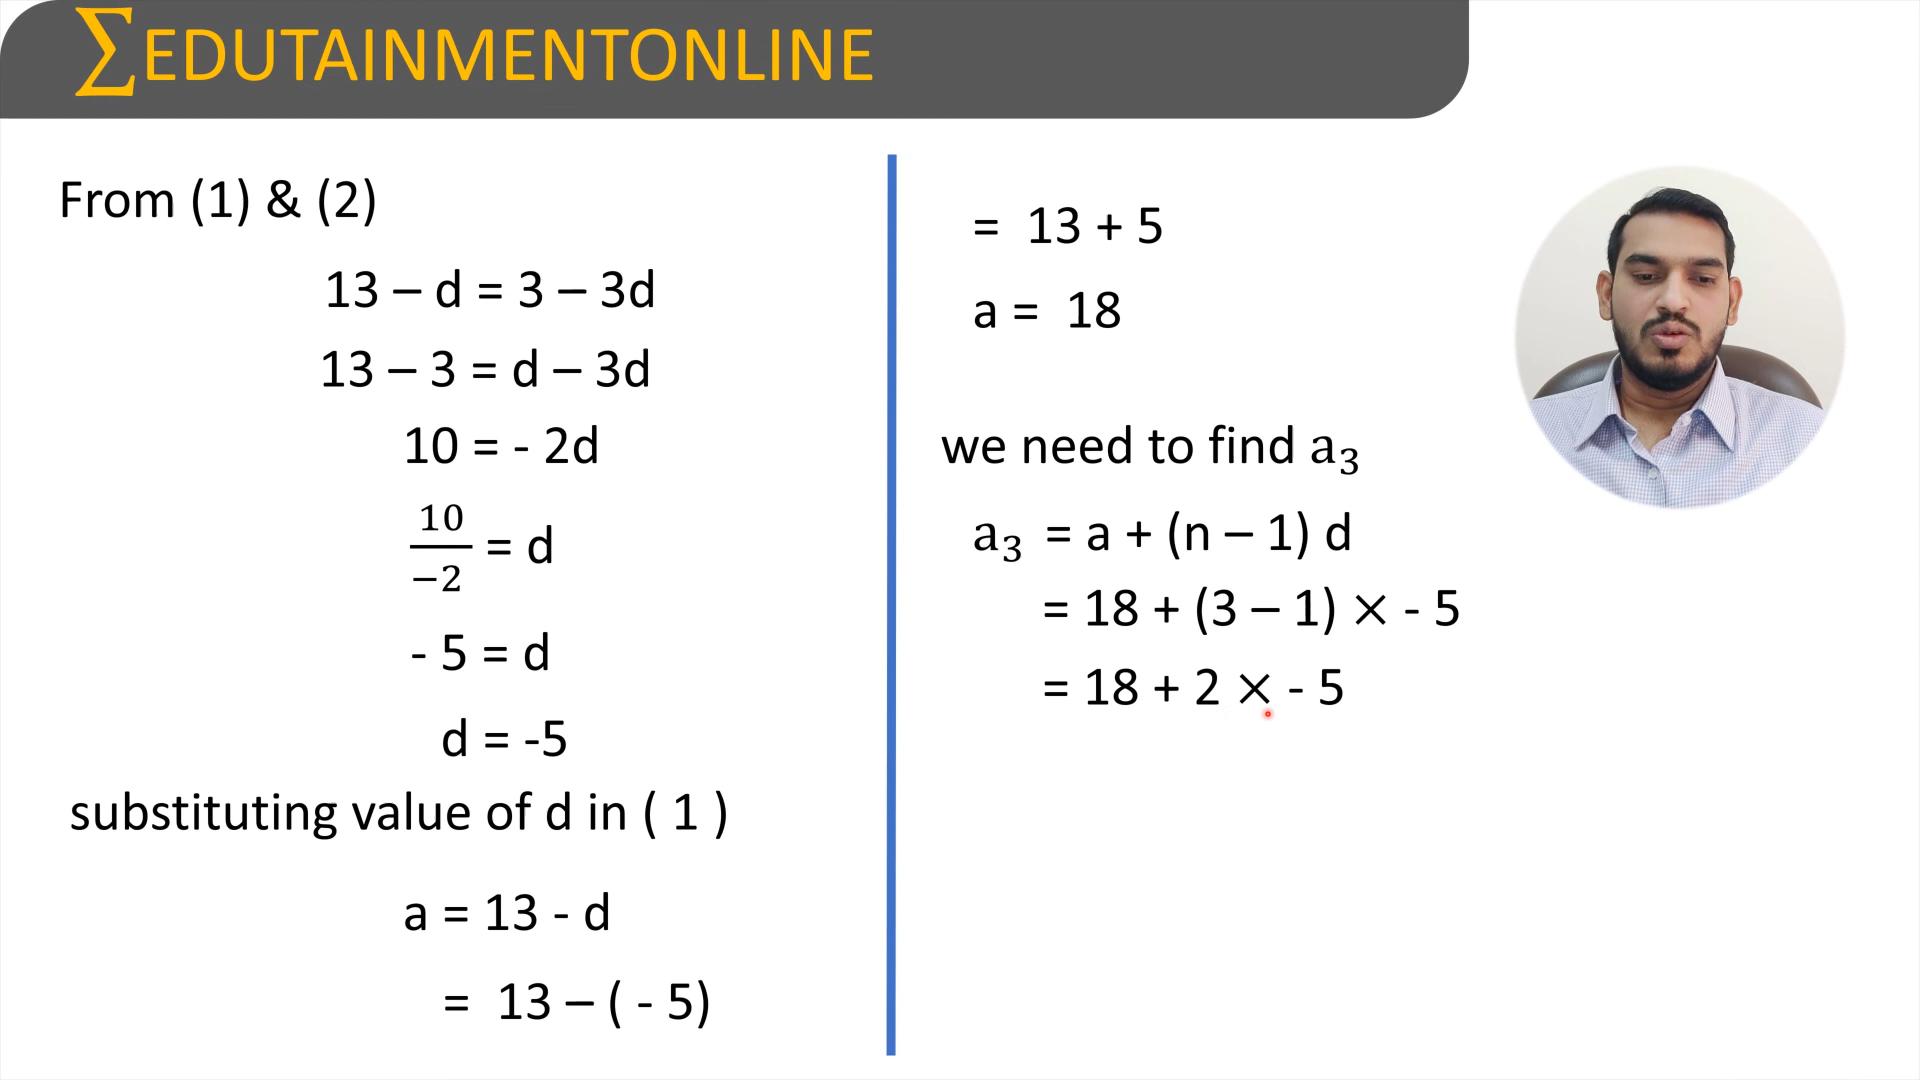 ∑EDUTAINMENTONLINE
From (1) & (2)
13 – d = 3 – 3d
13 – 3 = d – 3d
10 = - 2d
10/−2 = d
- 5 = d
d = -5
substituting value of d in ( 1 )
a = 13 - d
= 13 – ( - 5)
= 13 + 5
a = 18
we need to find a₃
a₃ = a + (n – 1) d
= 18 + (3 – 1) × - 5
= 18 + 2 × - 5